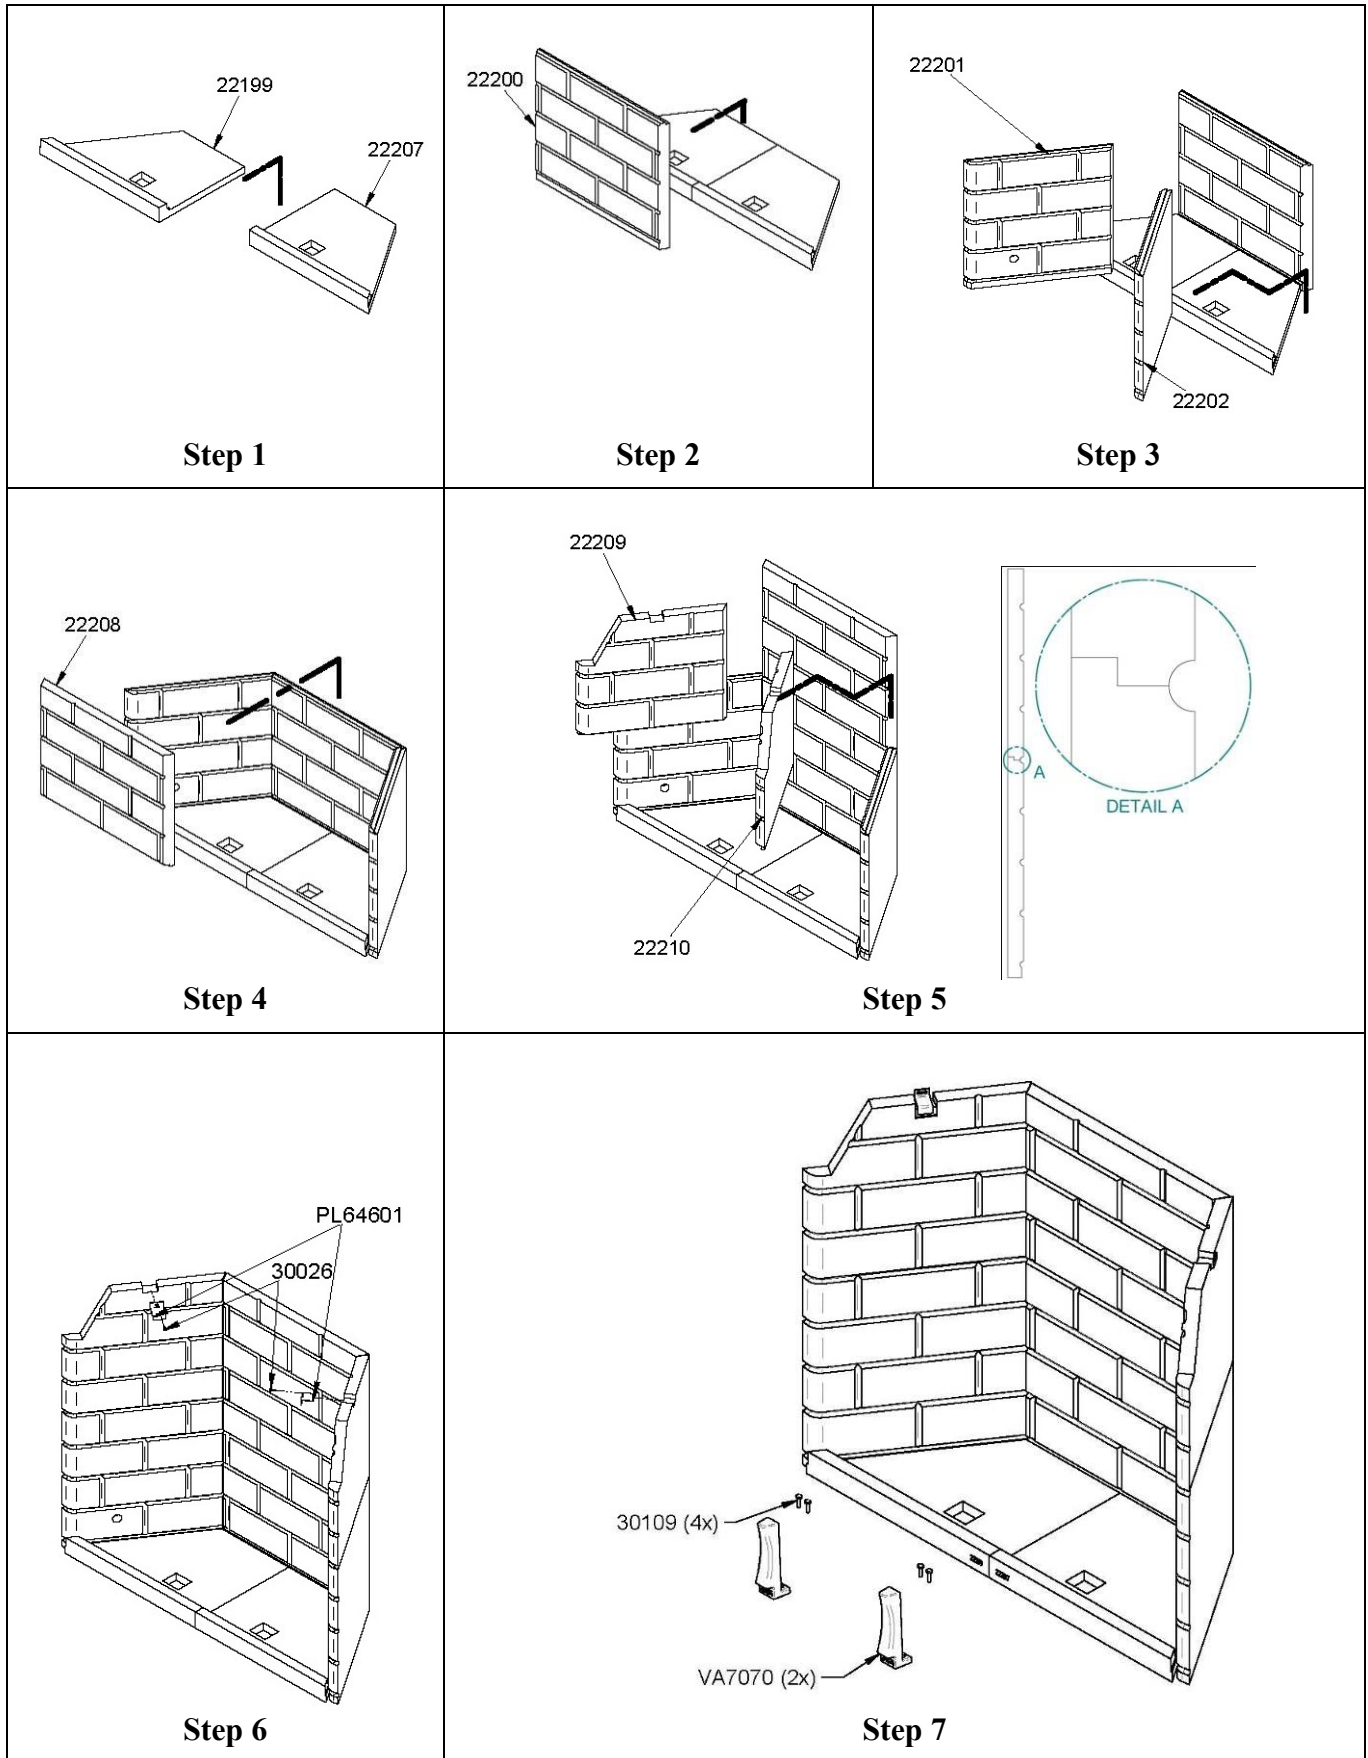 22199
22207
Step 1
22200
Step 2
22201
22202
Step 3
22208
Step 4
22209
22210
A
DETAIL A
Step 5
PL64601
30026
Step 6
30109 (4x)
VA7070 (2x)
Step 7